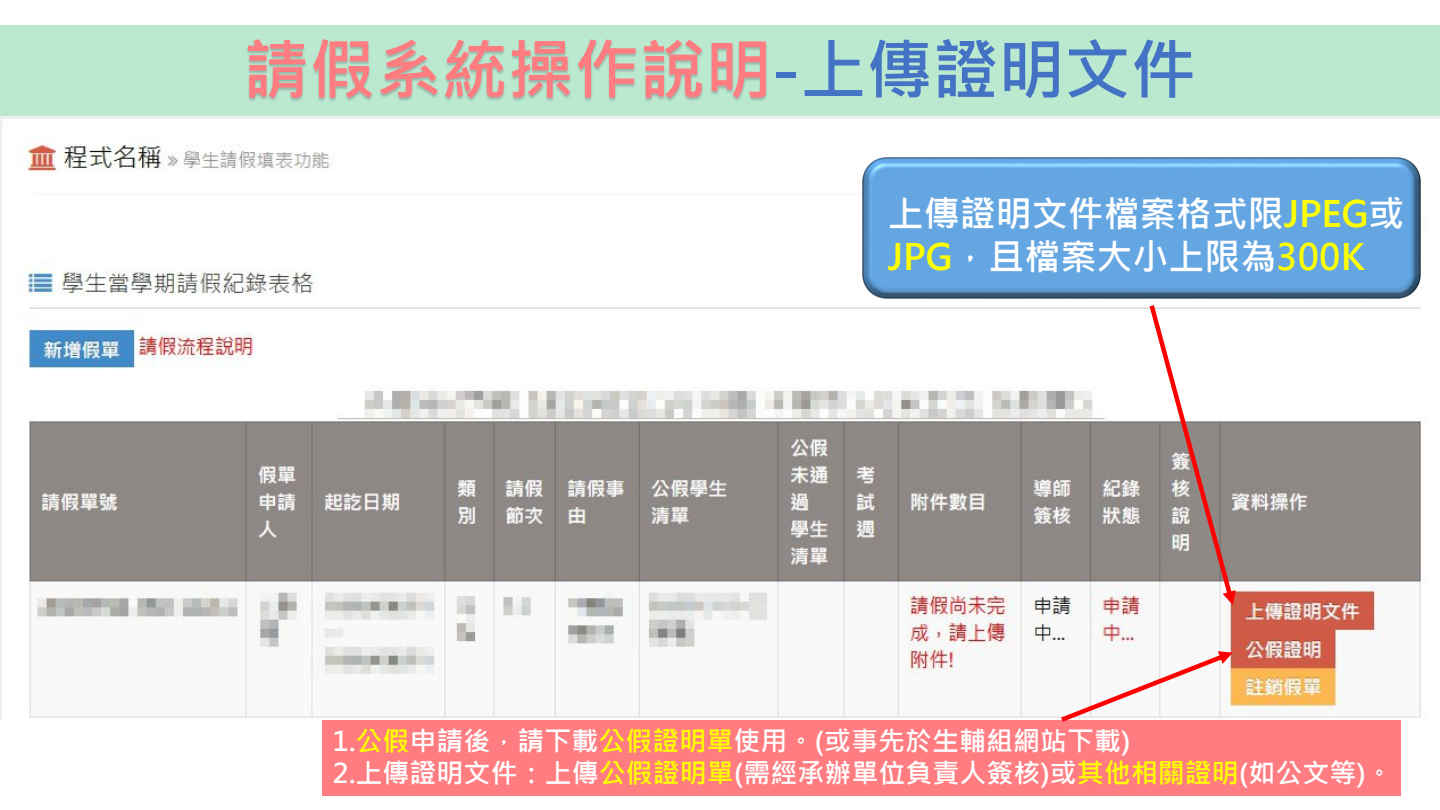 請假系統操作說明-上傳證明文件
程式名稱 » 學生請假填表功能
上傳證明文件檔案格式限JPEG或
JPG，且檔案大小上限為300K
學生當學期請假紀錄表格
新增假單 請假流程說明
請假單號
假單
申請
人
起訖日期
類
別
請假
節次
請假事
由
公假學生
清單
公假
未通
過
學生
清單
考
試
週
附件數目
導師
簽核
紀錄
狀態
簽
核
說
明
資料操作
請假尚未完
成，請上傳
附件!
申請
中...
申請
中...
上傳證明文件
公假證明
註銷假單
1.公假申請後，請下載公假證明單使用。(或事先於生輔組網站下載)
2.上傳證明文件：上傳公假證明單(需經承辦單位負責人簽核)或其他相關證明(如公文等)。